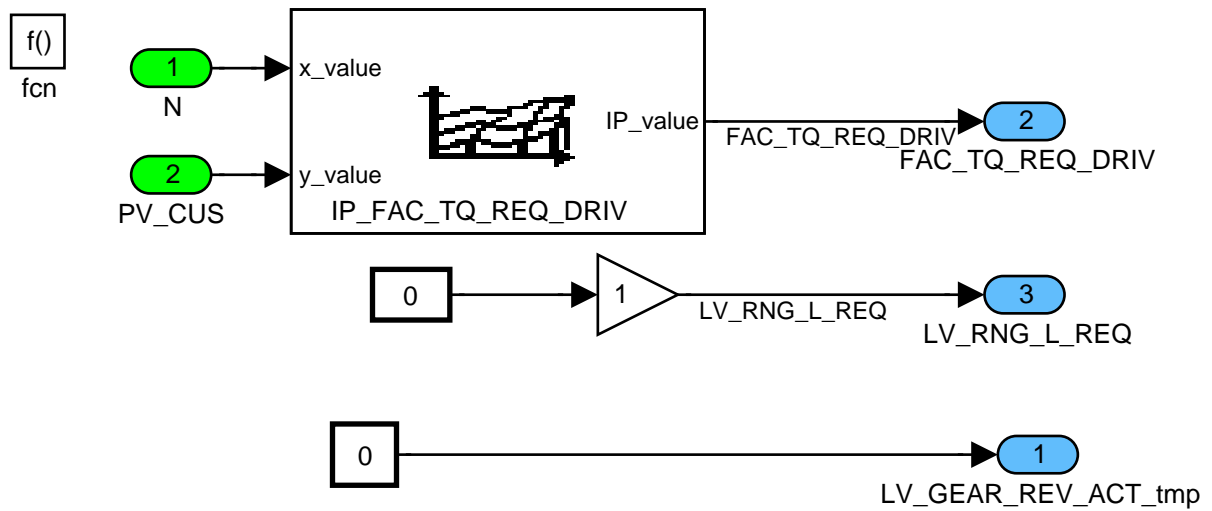 f()
fcn
1
N
x_value
2
PV_CUS
y_value
IP_value
IP_FAC_TQ_REQ_DRIV
FAC_TQ_REQ_DRIV
2
FAC_TQ_REQ_DRIV
0
1
LV_RNG_L_REQ
3
LV_RNG_L_REQ
0
1
LV_GEAR_REV_ACT_tmp